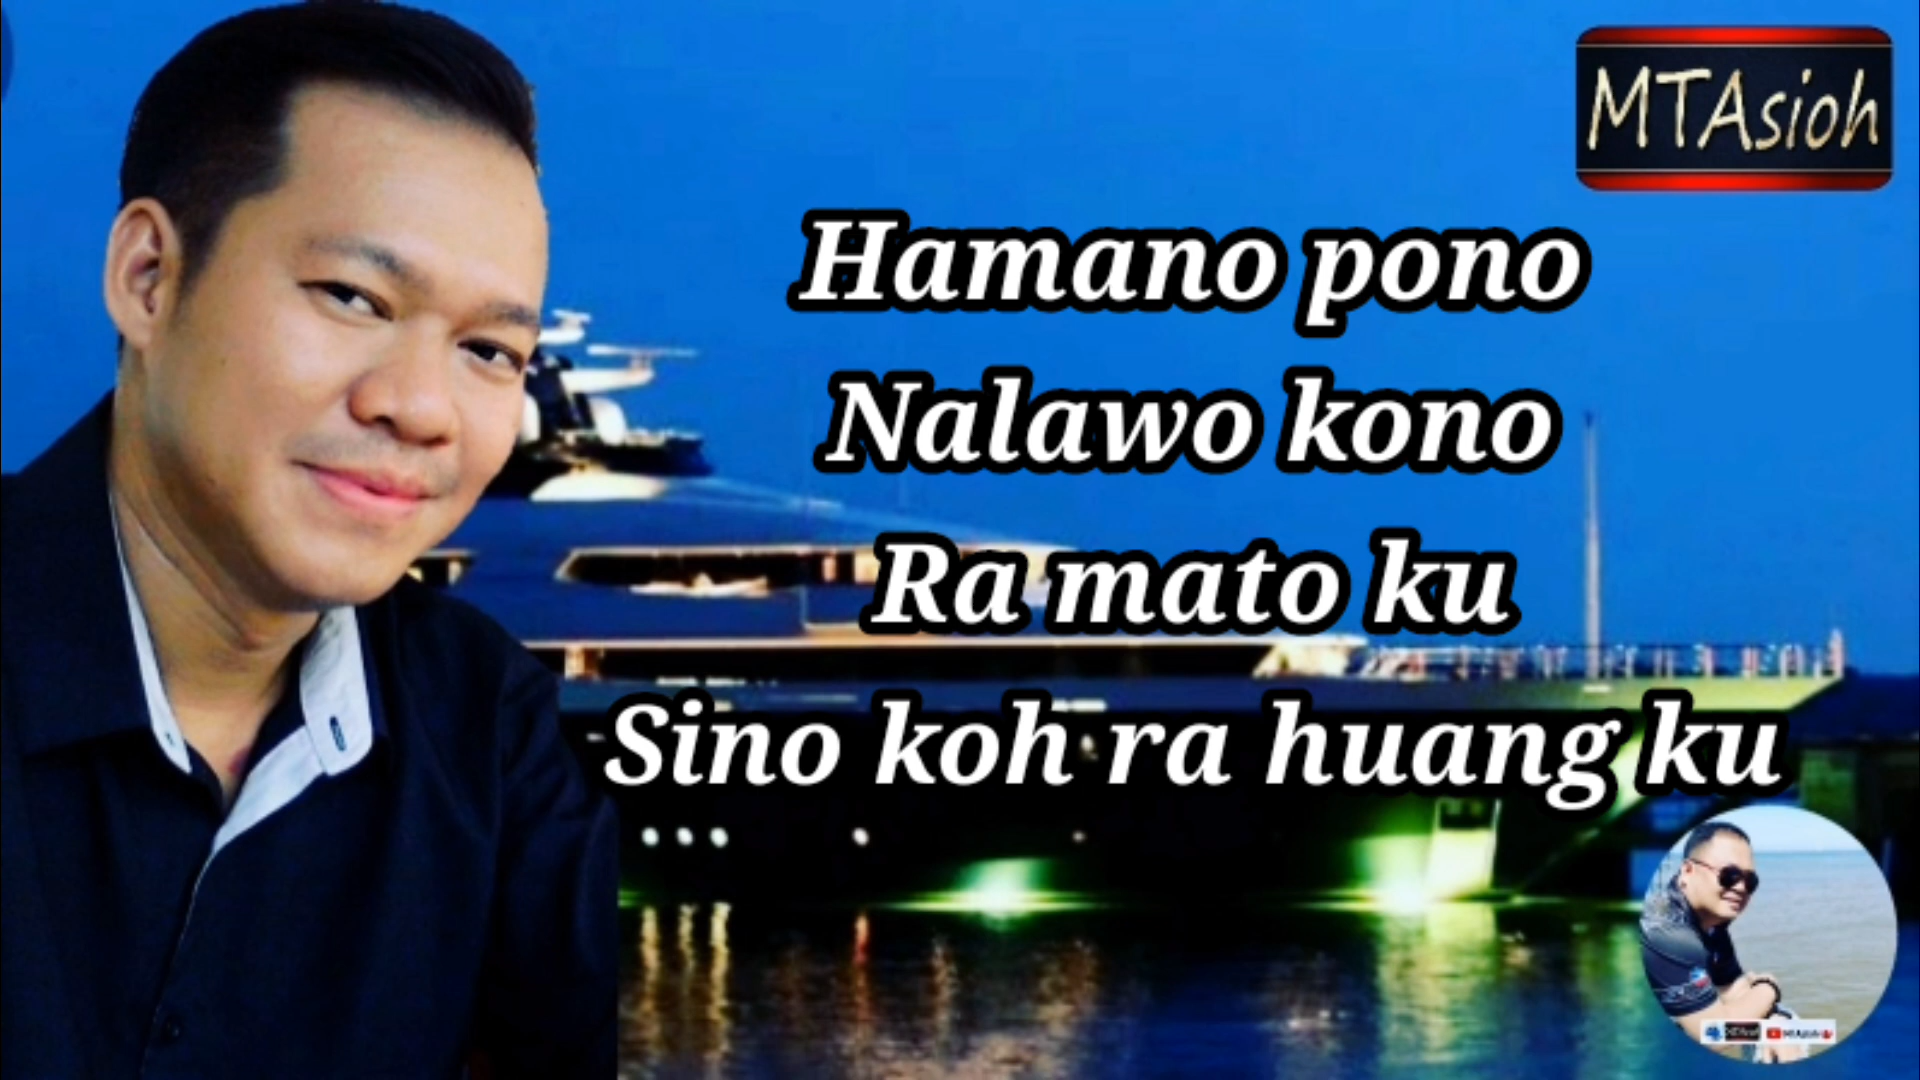 MTAsioh
Hamano pono
Nalawo kono
Ra mato ku
Sino koh ra huang ku